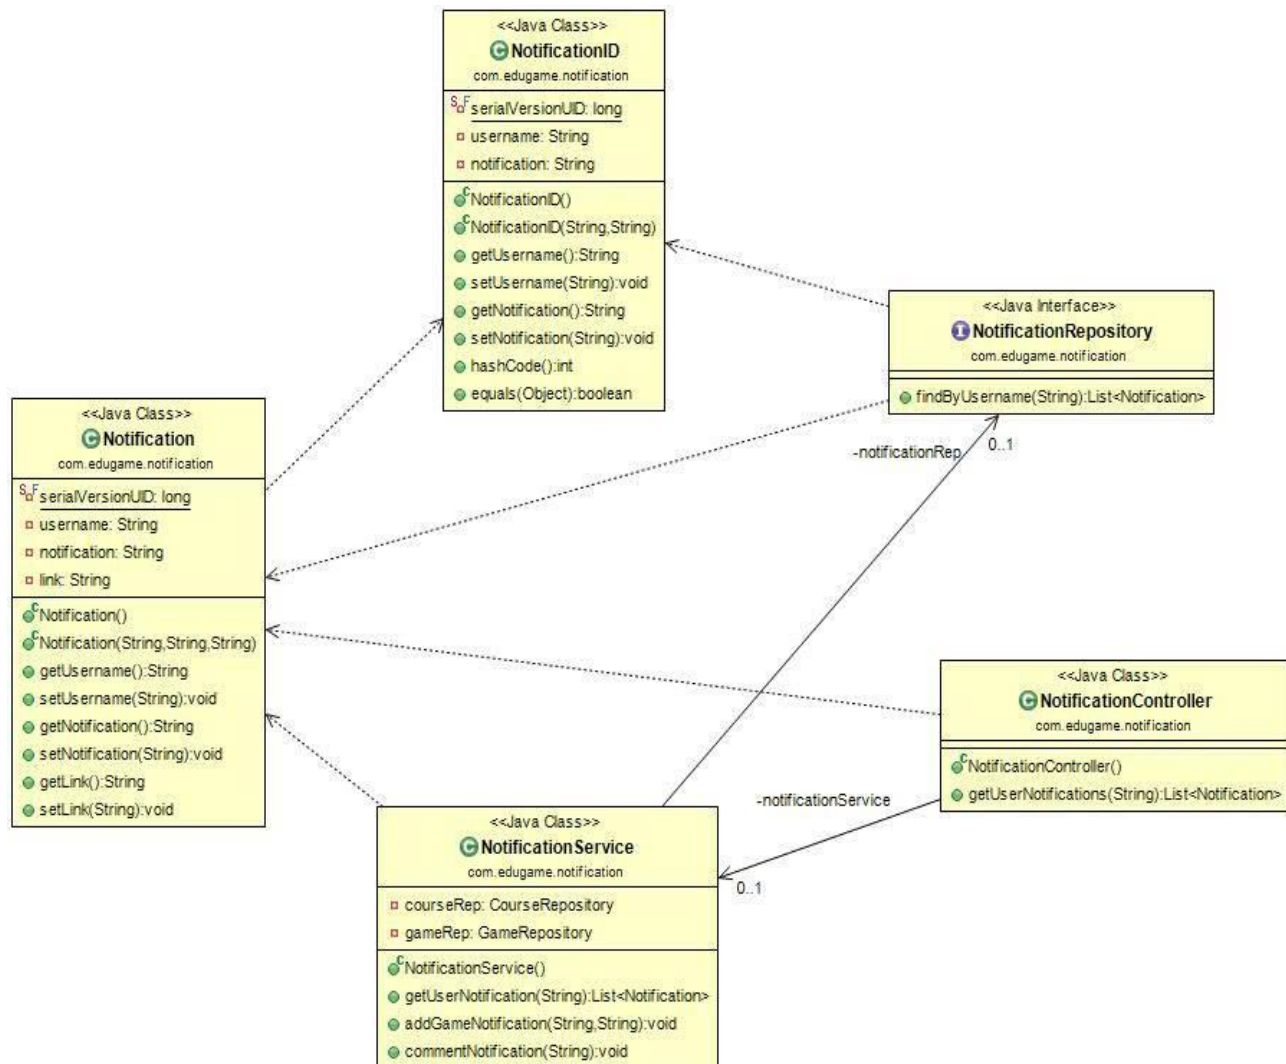 <<Java Class>>
NotificationID
com.edugame.notification
serialVersionUID: long
username: String
notification: String
NotificationID()
NotificationID(String,String)
getUsername():String
setUsername(String):void
getNotification():String
setNotification(String):void
hashCode():int
equals(Object):boolean
<<Java Interface>>
NotificationRepository
com.edugame.notification
findByUsername(String):List<Notification>
-notificationRep
0..1
<<Java Class>>
Notification
com.edugame.notification
serialVersionUID: long
username: String
notification: String
link: String
Notification()
Notification(String,String,String)
getUsername():String
setUsername(String):void
getNotification():String
setNotification(String):void
getLink():String
setLink(String):void
<<Java Class>>
NotificationController
com.edugame.notification
NotificationController()
getUserNotifications(String):List<Notification>
-notificationService
0..1
<<Java Class>>
NotificationService
com.edugame.notification
courseRep: CourseRepository
gameRep: GameRepository
NotificationService()
getUserNotification(String):List<Notification>
addGameNotification(String,String):void
commentNotification(String):void